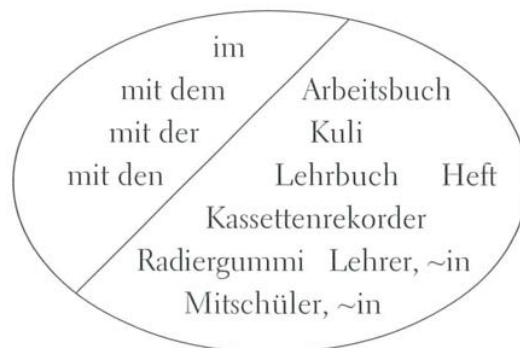 im
mit dem Arbeitsbuch
mit der Kuli
mit den Lehrbuch Heft
Kassettenrekorder
Radiergummi Lehrer, ~in
Mitschüler, ~in